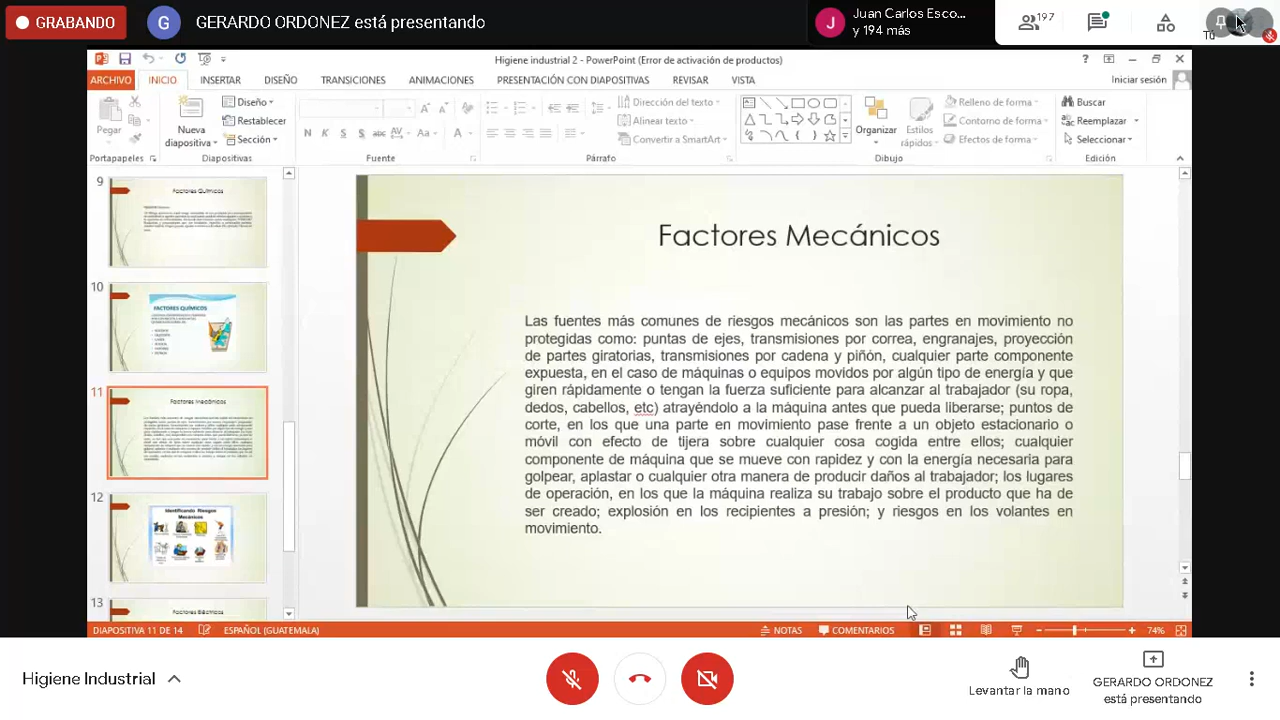 GRABANDO
G
GERARDO ORDONEZ está presentando
J
Juan Carlos Esco...
y 194 más
197
Tú
Higiene industrial 2 - PowerPoint (Error de activación de productos)
ARCHIVO INICIO INSERTAR DISEÑO TRANSICIONES ANIMACIONES PRESENTACIÓN CON DIAPOSITIVAS REVISAR VISTA Iniciar sesión
Pegar
Nueva diapositiva
Diseño
Restablecer
Sección
N K S S abc AV Aa A
Dirección del texto
Alinear texto
Convertir a SmartArt
Organizar
Estilos rápidos
Relleno de forma
Contorno de forma
Efectos de forma
Buscar
Reemplazar
Seleccionar
Portapapeles Diapositivas Fuente Párrafo Dibujo Edición
9
Factores Químicos
10
FACTORES QUÍMICOS
11
Factores Mecánicos
12
Identificando Riesgos
Mecánicos
13
Factores Eléctricos
Factores Mecánicos
Las fuentes más comunes de riesgos mecánicos son las partes en movimiento no
protegidas como: puntas de ejes, transmisiones por correa, engranajes, proyección
de partes giratorias, transmisiones por cadena y piñón, cualquier parte componente
expuesta, en el caso de máquinas o equipos movidos por algún tipo de energía y que
giren rápidamente o tengan la fuerza suficiente para alcanzar al trabajador (su ropa,
dedos, cabellos, etc) atrayéndolo a la máquina antes que pueda liberarse; puntos de
corte, en los que una parte en movimiento pase frente a un objeto estacionario o
móvil con efecto de tijera sobre cualquier cosa cogida entre ellos; cualquier
componente de máquina que se mueve con rapidez y con la energía necesaria para
golpear, aplastar o cualquier otra manera de producir daños al trabajador; los lugares
de operación, en los que la máquina realiza su trabajo sobre el producto que ha de
ser creado; explosión en los recipientes a presión; y riesgos en los volantes en
movimiento.
DIAPOSITIVA 11 DE 14 ESPAÑOL (GUATEMALA) NOTAS COMENTARIOS 74%
Higiene Industrial
Levantar la mano
GERARDO ORDONEZ
está presentando